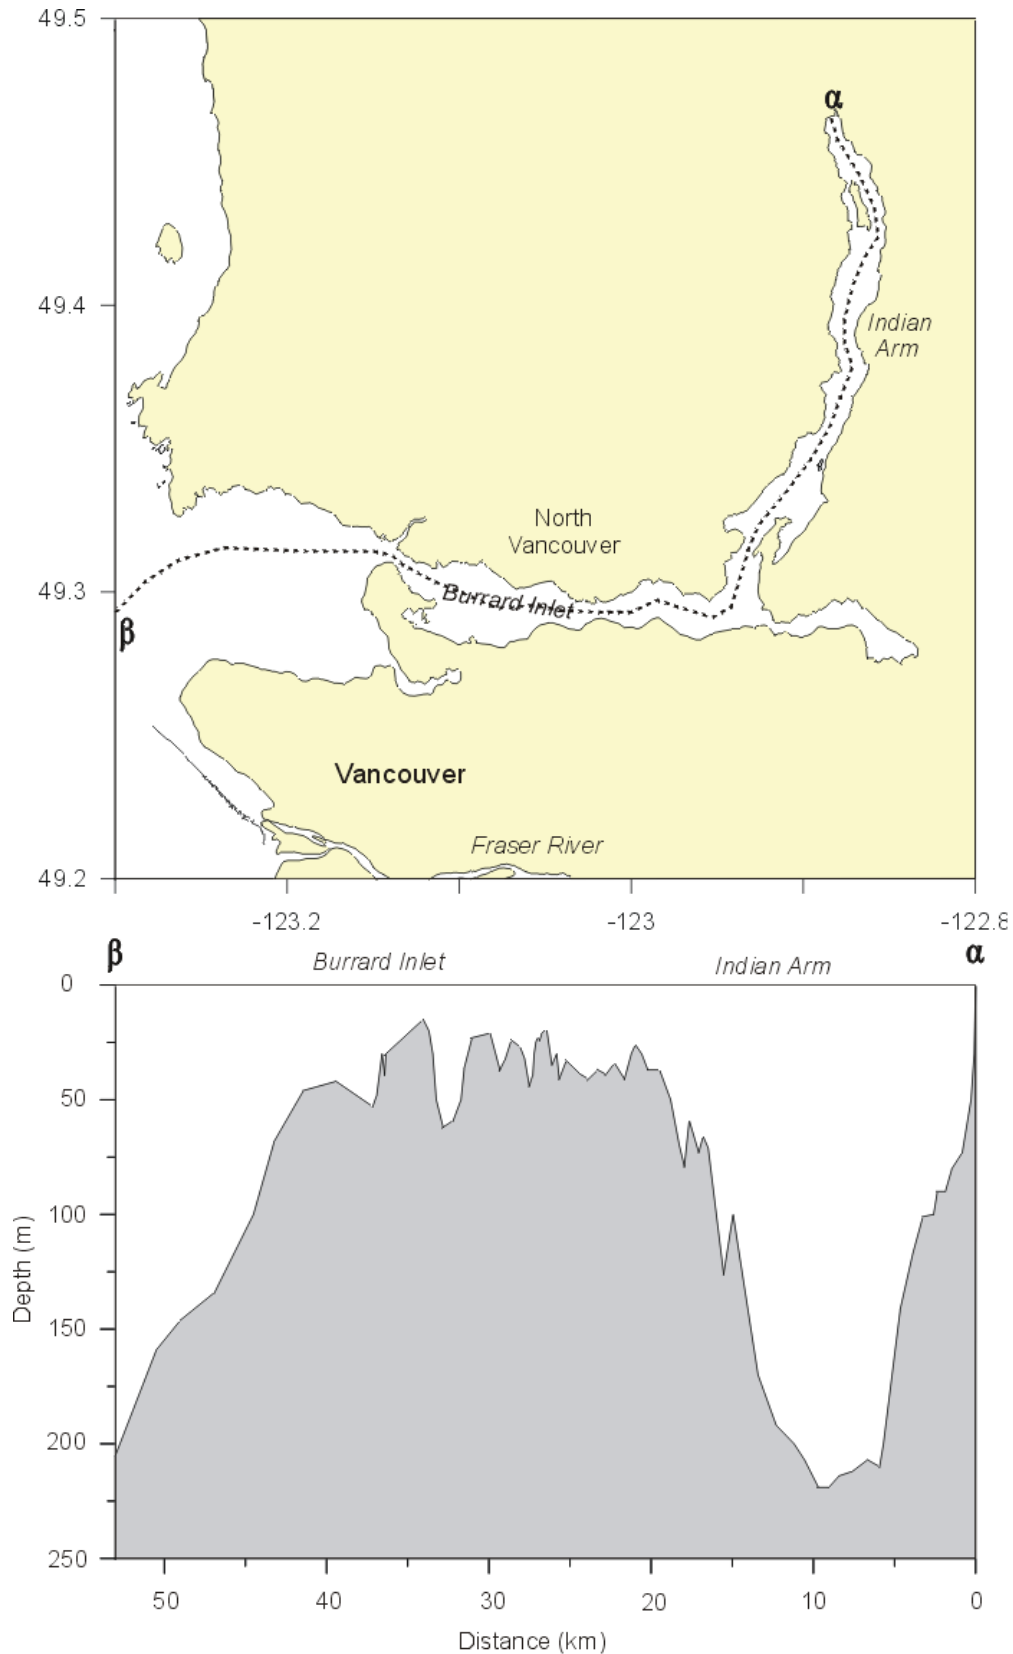 49.5
α
49.4
Indian
Arm
North
Vancouver
49.3
Burrard Inlet
β
Vancouver
Fraser River
49.2
-123.2
-123
-122.8
β
Burrard Inlet
Indian Arm
α
0
50
100
Depth (m)
150
200
250
50
40
30
20
10
0
Distance (km)